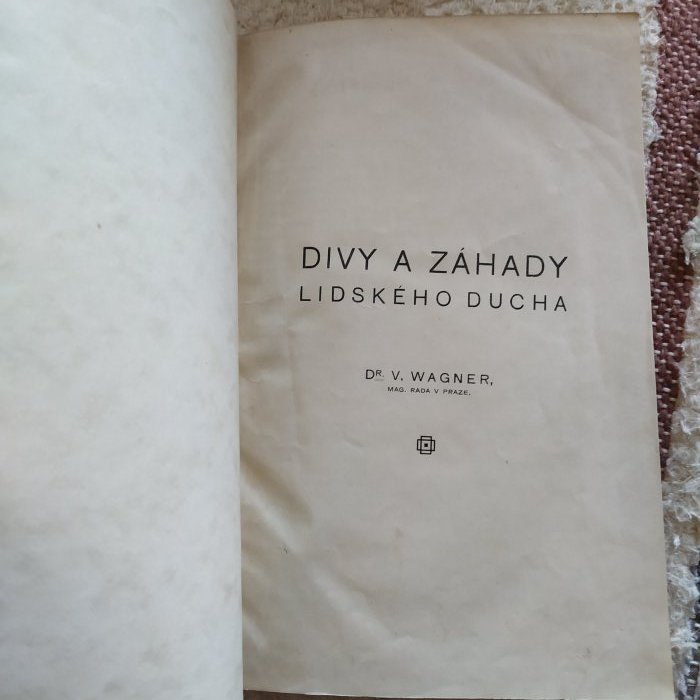 DIVY A ZÁHADY
LIDSKÉHO DUCHA
DR. V. WAGNER,
MAG. RADA V PRAZE.